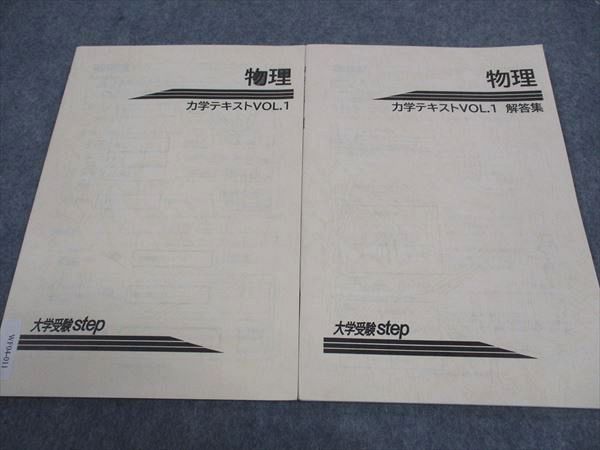 物理
力学テキストVOL.1
大学受験step
WF04-011
物理
力学テキストVOL.1 解答集
大学受験step